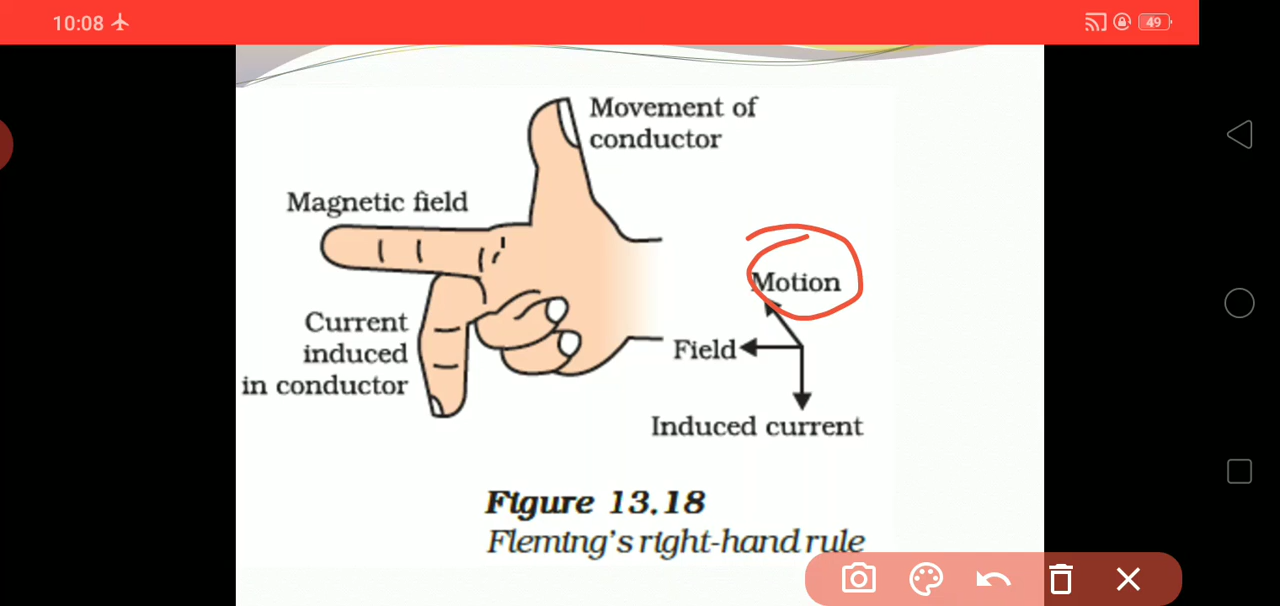 10:08
49
Movement of
conductor
Magnetic field
Current
induced
in conductor
Motion
Field
Induced current
Figure 13.18
Fleming's right-hand rule